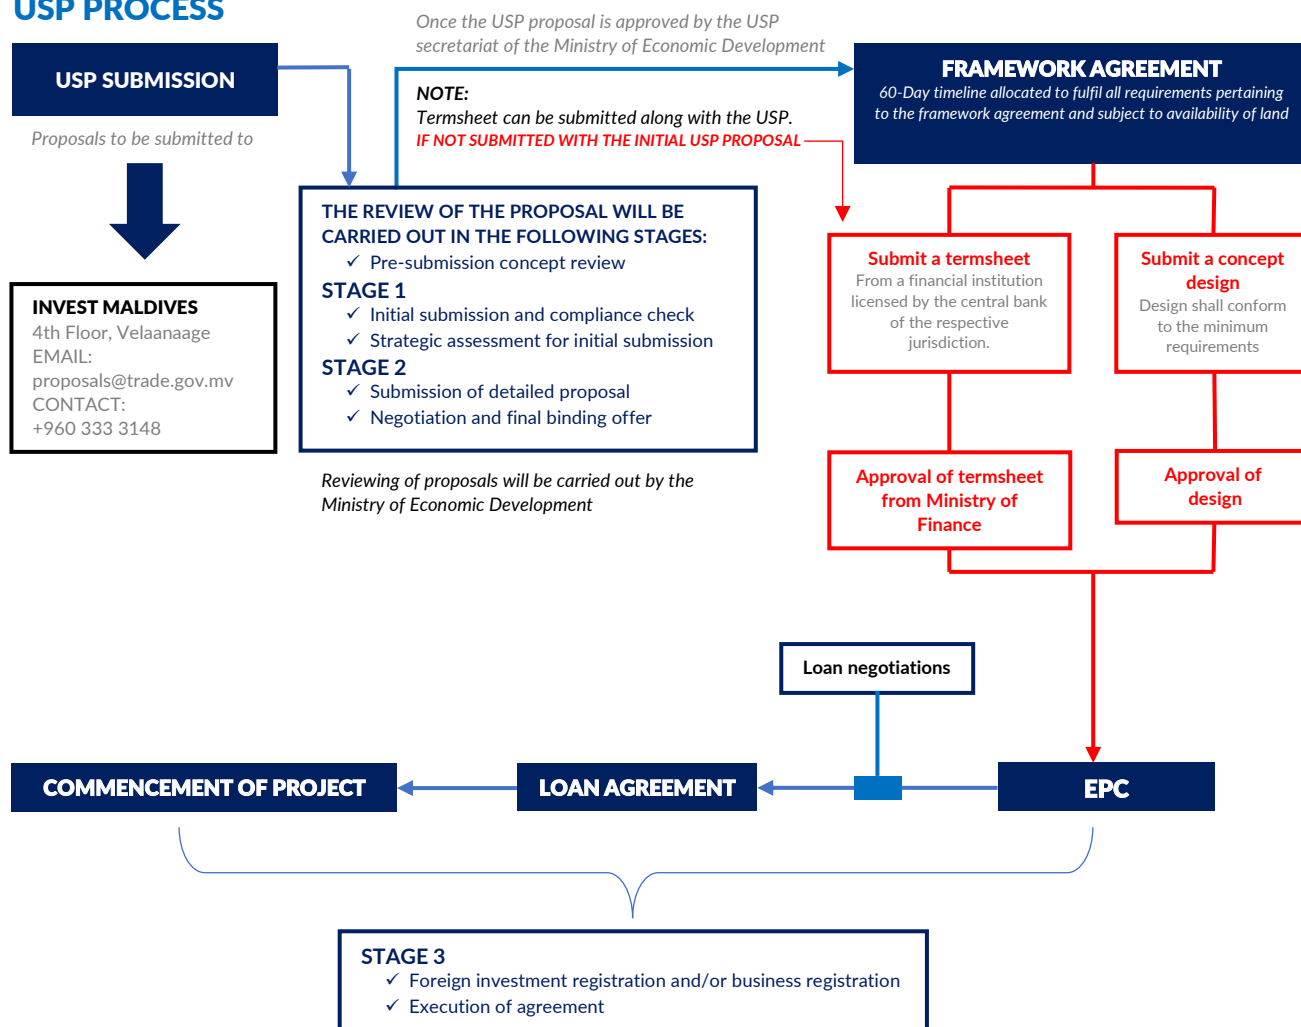 USP PROCESS
USP SUBMISSION
Proposals to be submitted to
INVEST MALDIVES
4th Floor, Velaanaage
EMAIL:
proposals@trade.gov.mv
CONTACT:
+960 333 3148
Once the USP proposal is approved by the USP
secretariat of the Ministry of Economic Development
NOTE:
Termsheet can be submitted along with the USP.
IF NOT SUBMITTED WITH THE INITIAL USP PROPOSAL
THE REVIEW OF THE PROPOSAL WILL BE
CARRIED OUT IN THE FOLLOWING STAGES:
✓ Pre-submission concept review
STAGE 1
✓ Initial submission and compliance check
✓ Strategic assessment for initial submission
STAGE 2
✓ Submission of detailed proposal
✓ Negotiation and final binding offer
Reviewing of proposals will be carried out by the
Ministry of Economic Development
FRAMEWORK AGREEMENT
60-Day timeline allocated to fulfil all requirements pertaining
to the framework agreement and subject to availability of land
Submit a termsheet
From a financial institution
licensed by the central bank
of the respective
jurisdiction.
Submit a concept
design
Design shall conform
to the minimum
requirements
Approval of termsheet
from Ministry of
Finance
Approval of
design
Loan negotiations
COMMENCEMENT OF PROJECT
LOAN AGREEMENT
EPC
STAGE 3
✓ Foreign investment registration and/or business registration
✓ Execution of agreement